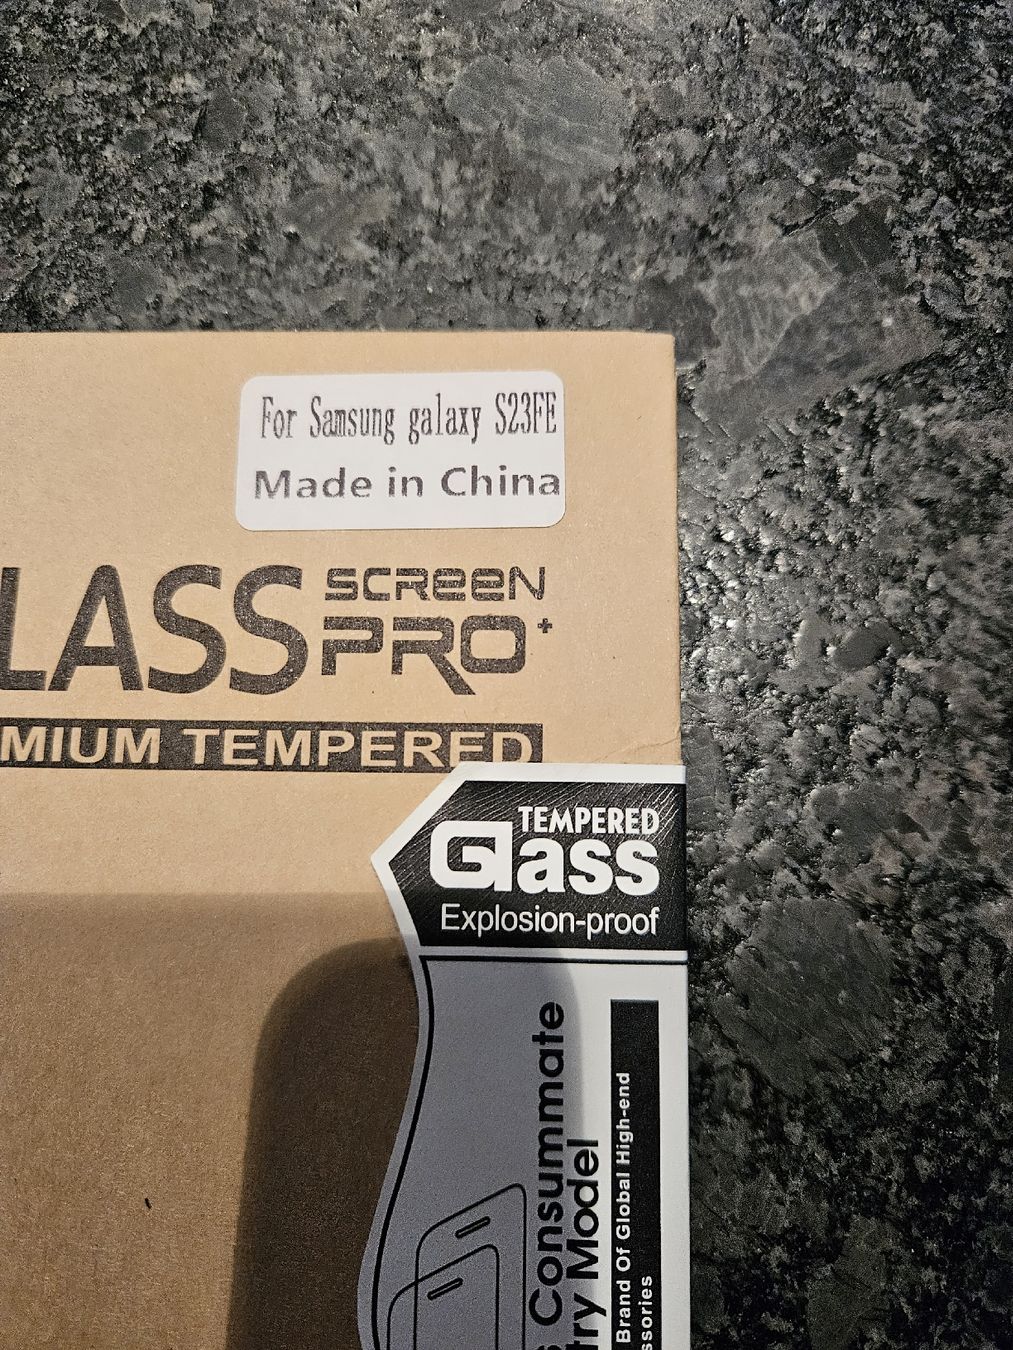 For Samsung galaxy S23FE
Made in China
LASS SCREEN
PRO+
MIUM TEMPERED
TEMPERED
Glass
Explosion-proof
Consummate
try Model
Brand Of Global High-end
ssories